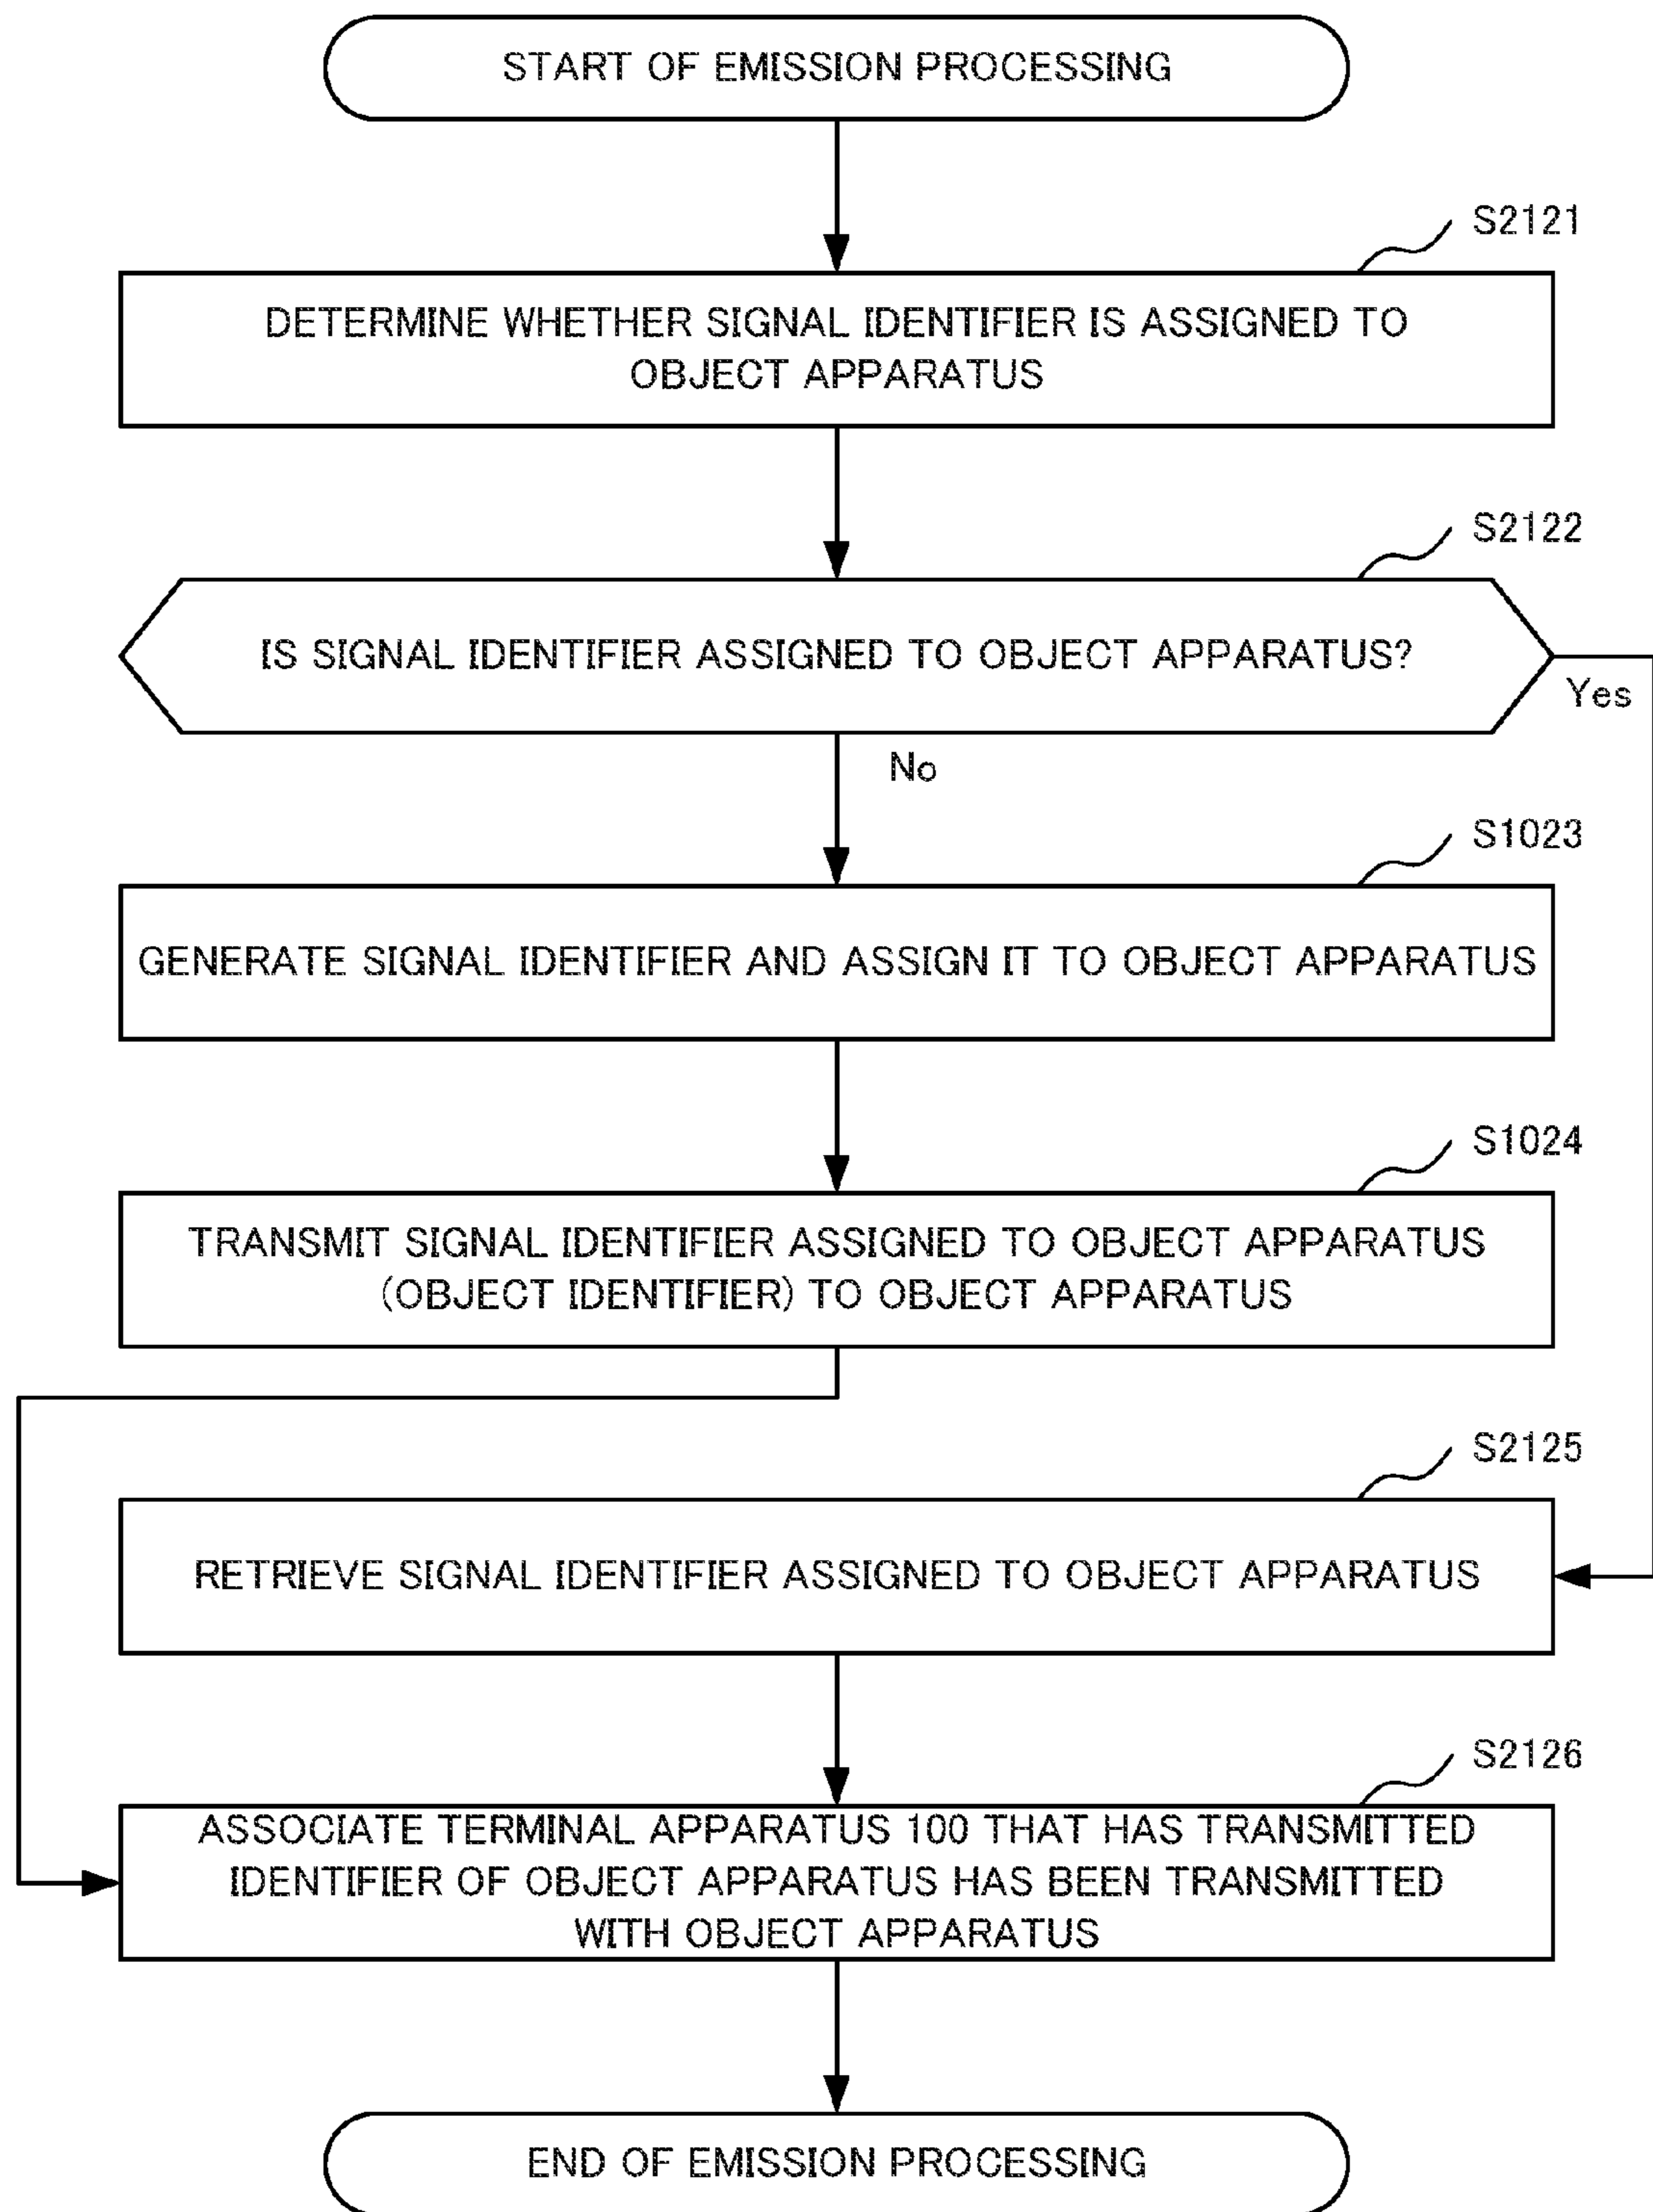 START OF EMISSION PROCESSING
S2121
DETERMINE WHETHER SIGNAL IDENTIFIER IS ASSIGNED TO
OBJECT APPARATUS
S2122
IS SIGNAL IDENTIFIER ASSIGNED TO OBJECT APPARATUS?
Yes
No
S1023
GENERATE SIGNAL IDENTIFIER AND ASSIGN IT TO OBJECT APPARATUS
S1024
TRANSMIT SIGNAL IDENTIFIER ASSIGNED TO OBJECT APPARATUS
(OBJECT IDENTIFIER) TO OBJECT APPARATUS
S2125
RETRIEVE SIGNAL IDENTIFIER ASSIGNED TO OBJECT APPARATUS
S2126
ASSOCIATE TERMINAL APPARATUS 100 THAT HAS TRANSMITTED
IDENTIFIER OF OBJECT APPARATUS HAS BEEN TRANSMITTED
WITH OBJECT APPARATUS
END OF EMISSION PROCESSING